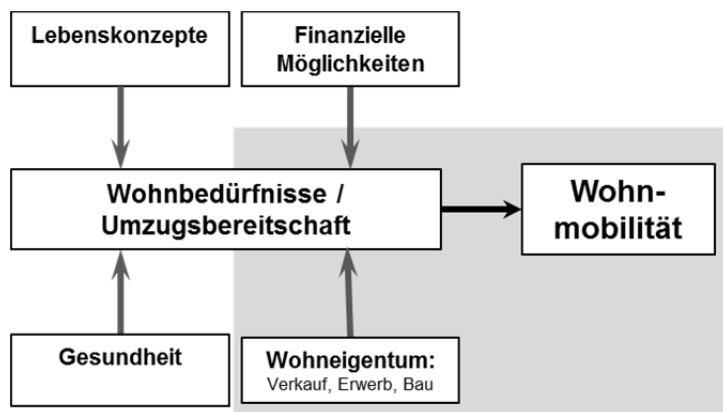 Lebenskonzepte
Finanzielle
Möglichkeiten
Wohnbedürfnisse /
Umzugsbereitschaft
Wohn-
mobilität
Gesundheit
Wohneigentum:
Verkauf, Erwerb, Bau